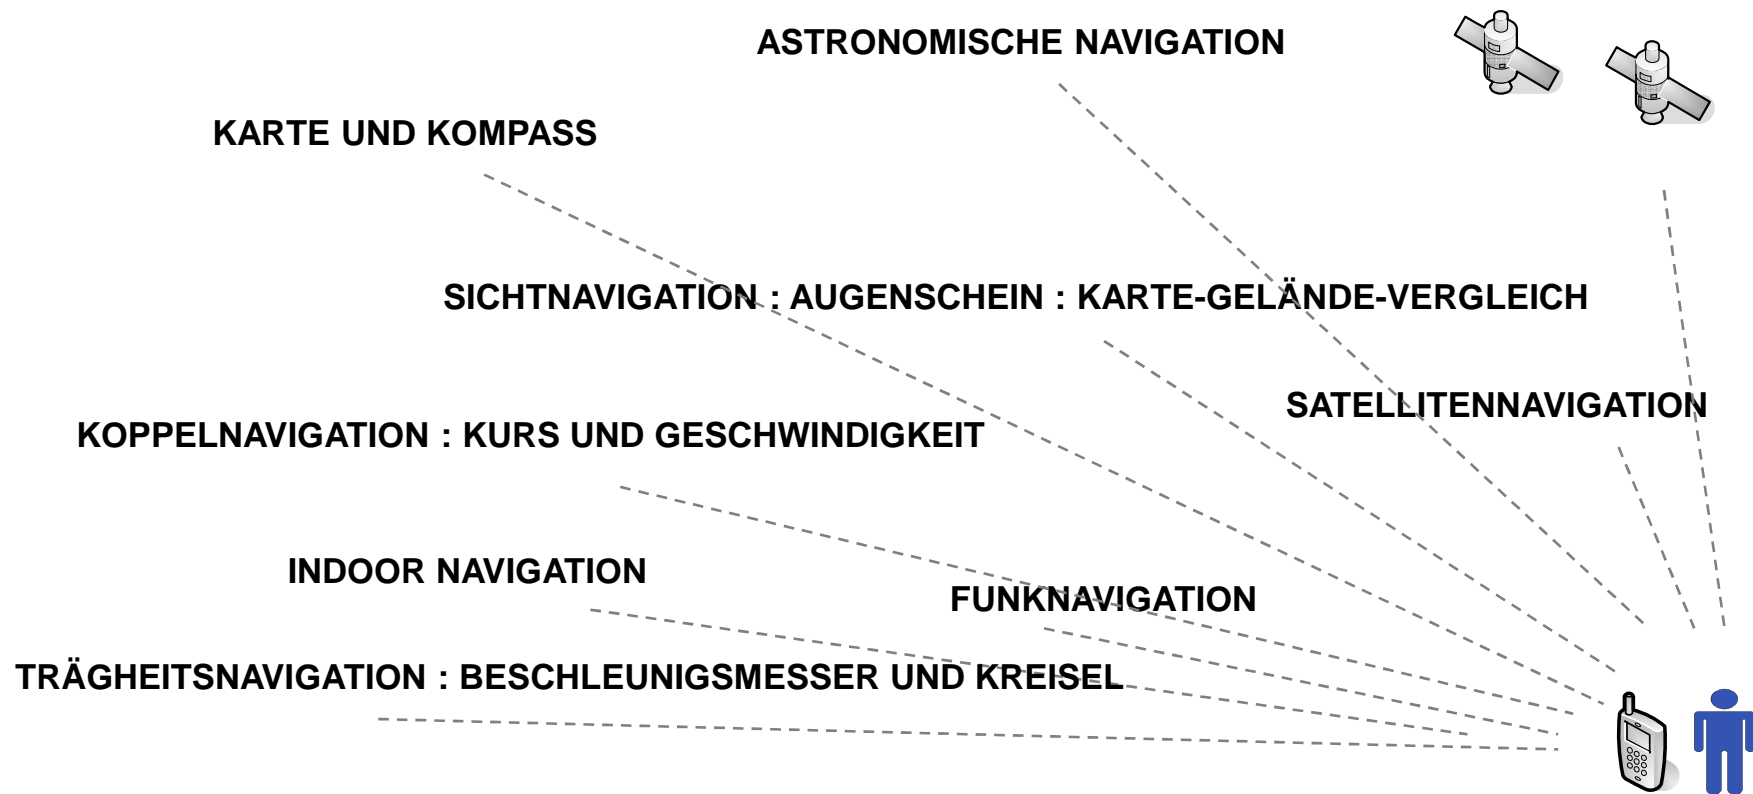 ASTRONOMISCHE NAVIGATION
KARTE UND KOMPASS
SICHTNAVIGATION : AUGENSCHEIN : KARTE-GELÄNDE-VERGLEICH
SATELLITENNAVIGATION
KOPPELNAVIGATION : KURS UND GESCHWINDIGKEIT
INDOOR NAVIGATION
FUNKNAVIGATION
TRÄGHEITSNAVIGATION : BESCHLEUNIGSMESSER UND KREISEL